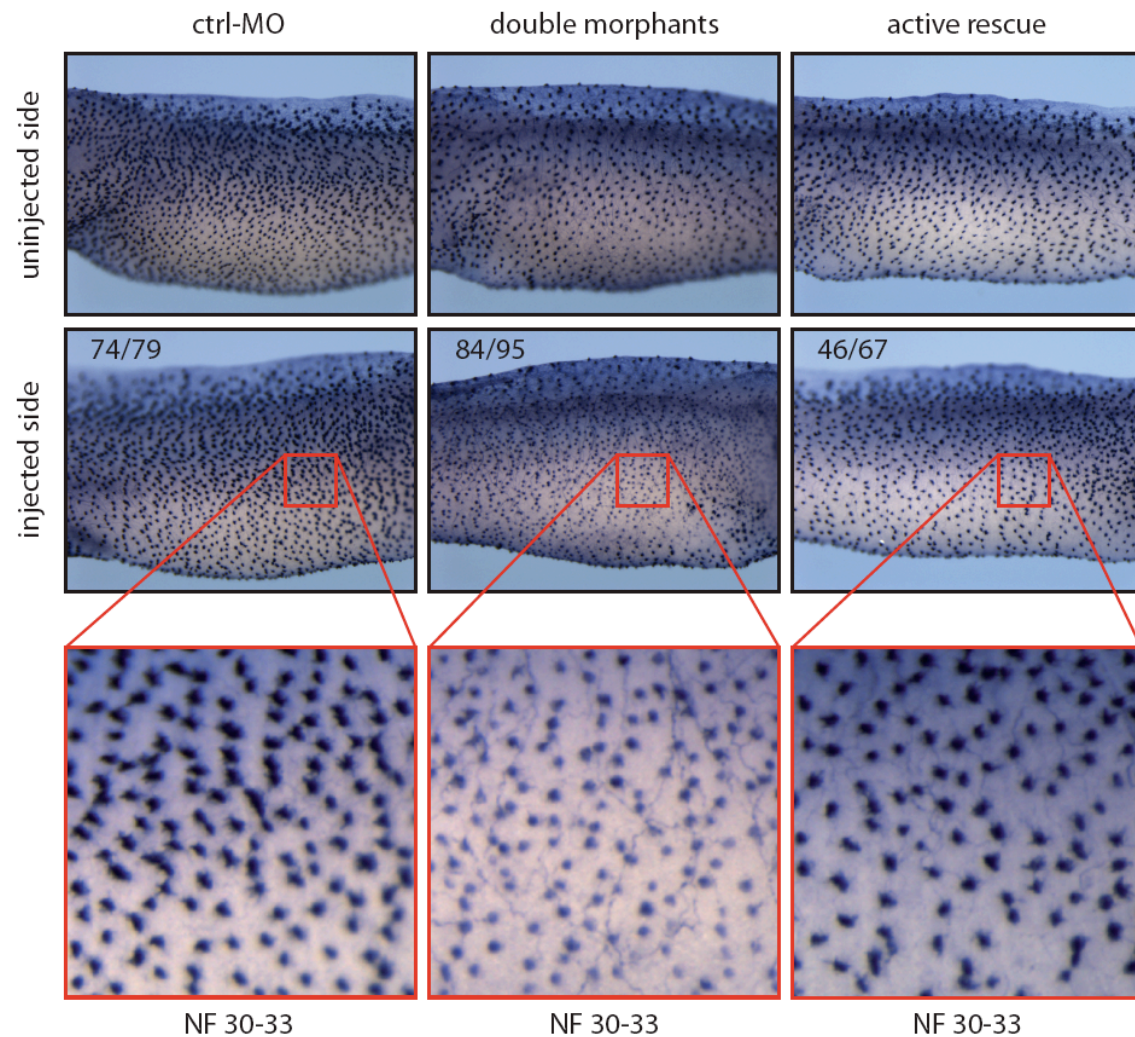 ctrl-MO
double morphants
active rescue
uninjected side
injected side
74/79
84/95
46/67
NF 30-33
NF 30-33
NF 30-33